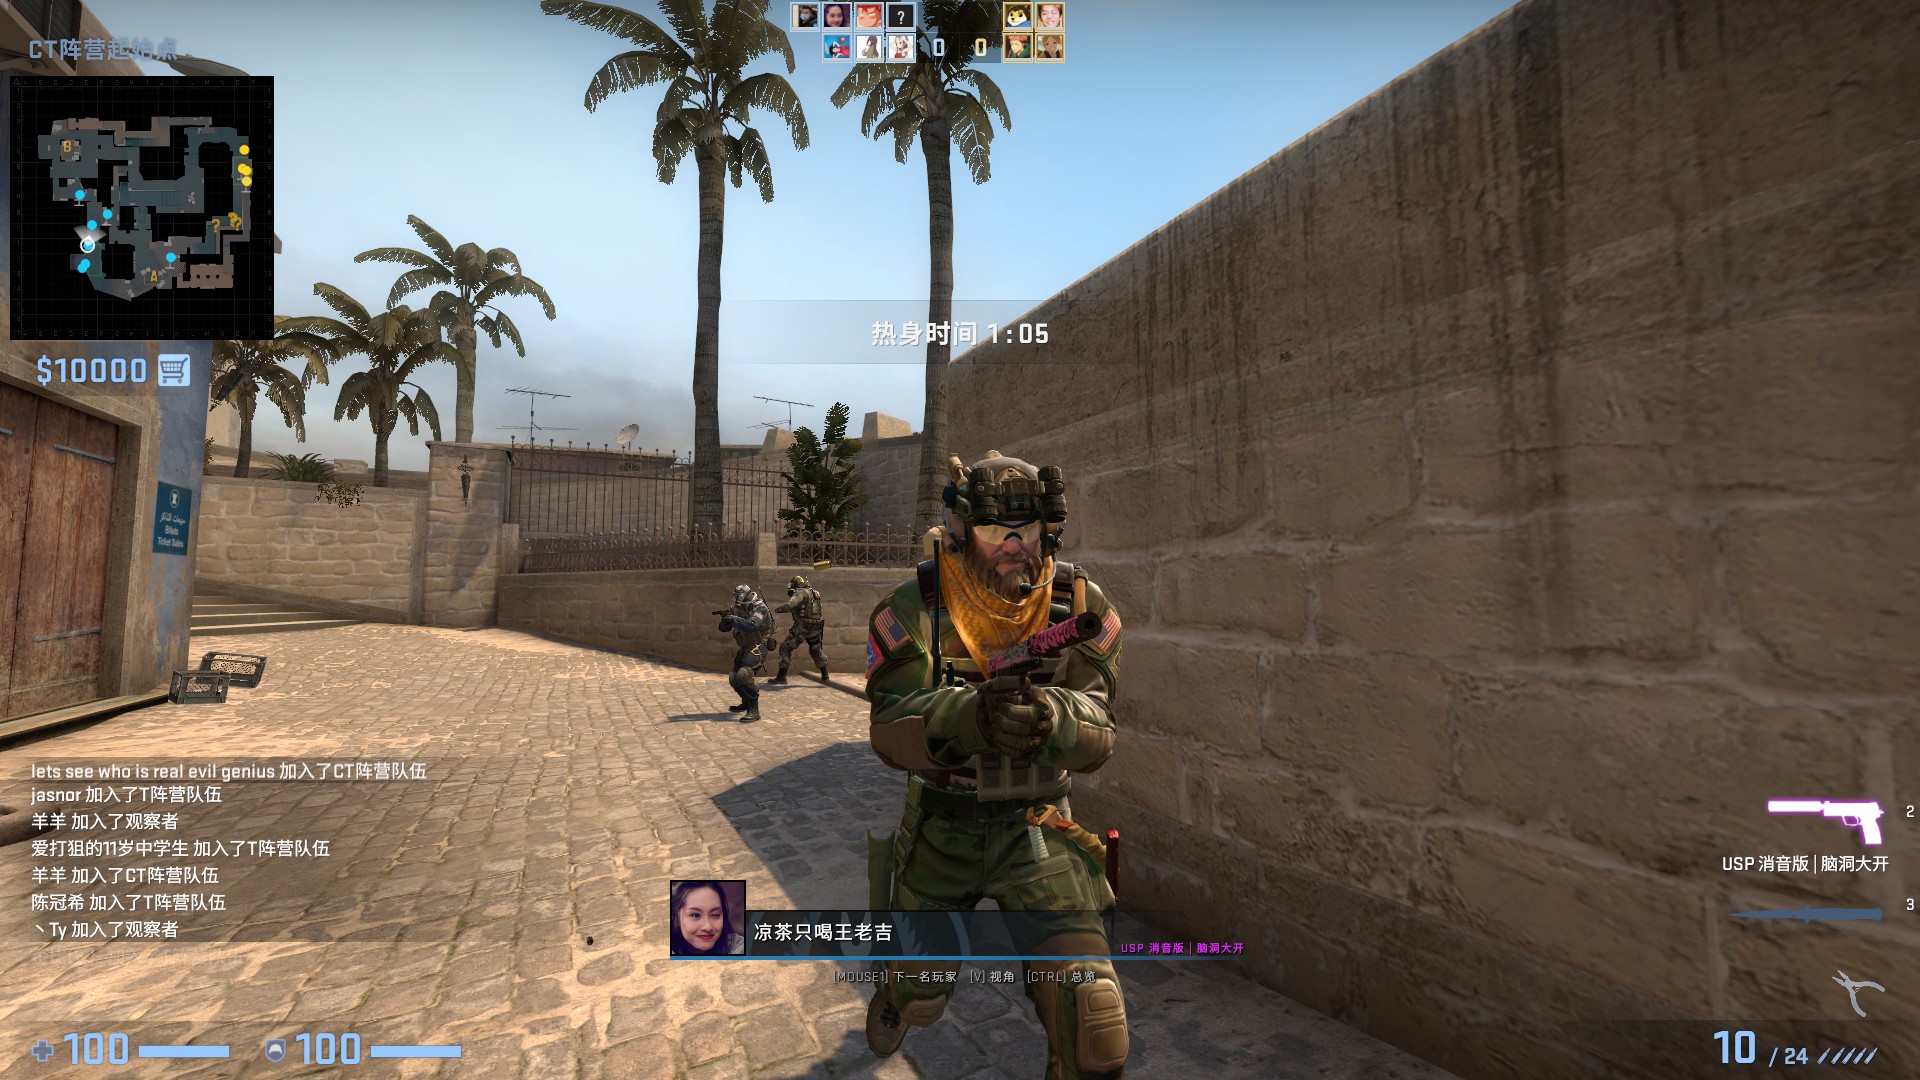 CT阵营起始点
? 0 0
B
A
$10000
热身时间 1:05
Billets
Ticket Sales
lets see who is real evil genius 加入了CT阵营队伍
jasnor 加入了T阵营队伍
羊羊 加入了观察者
爱打狙的11岁中学生 加入了T阵营队伍
羊羊 加入了CT阵营队伍
陈冠希 加入了T阵营队伍
丶Ty 加入了观察者
2
USP 消音版 | 脑洞大开
3
凉茶只喝王老吉
USP 消音版 | 脑洞大开
[MOUSE1] 下一名玩家 [V] 视角 [CTRL] 总览
100 100
10 / 24